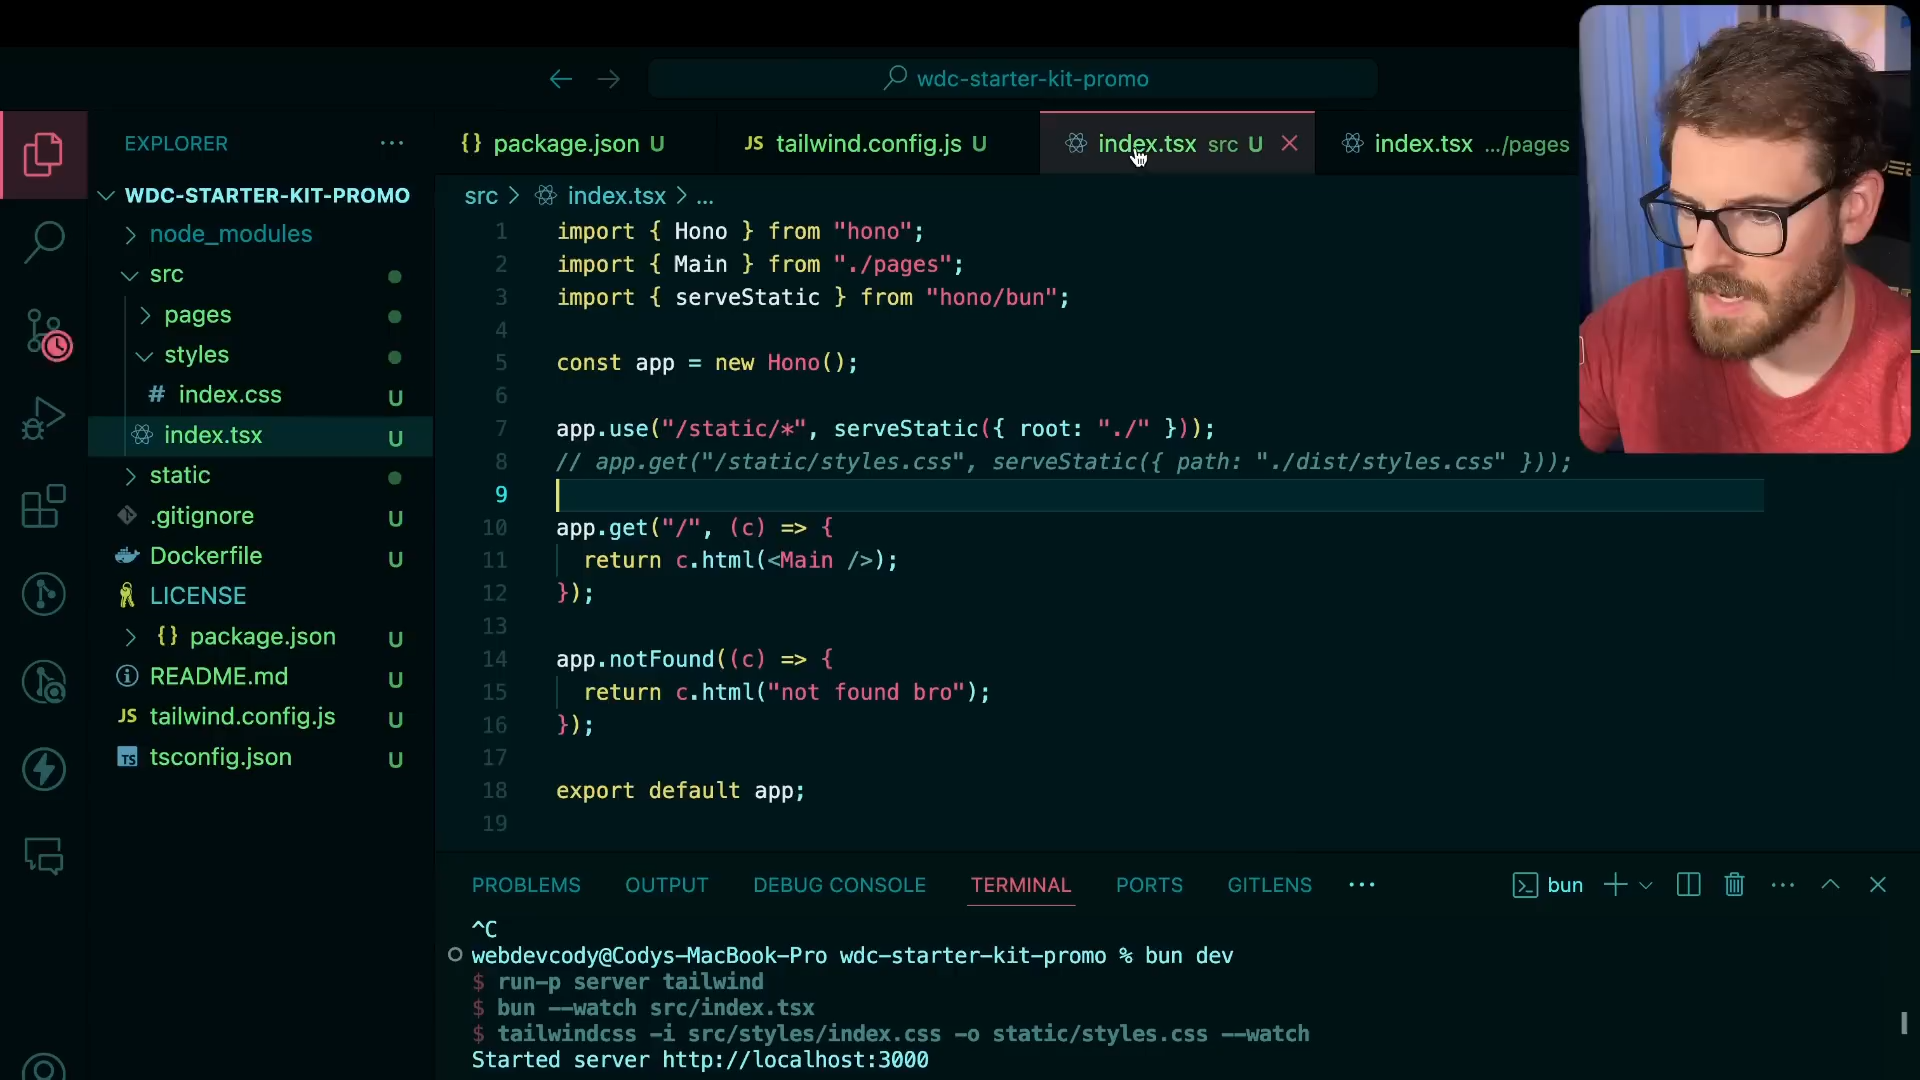 wdc-starter-kit-promo
EXPLORER
WDC-STARTER-KIT-PROMO
node_modules
src
pages
styles
# index.css U
index.tsx U
static
.gitignore U
Dockerfile U
LICENSE
{} package.json U
README.md U
JS tailwind.config.js U
TS tsconfig.json U
{} package.json U
JS tailwind.config.js U
index.tsx src U
index.tsx .../pages
src > index.tsx > ...
1 import { Hono } from "hono";
2 import { Main } from "./pages";
3 import { serveStatic } from "hono/bun";
4
5 const app = new Hono();
6
7 app.use("/static/*", serveStatic({ root: "./" }));
8 // app.get("/static/styles.css", serveStatic({ path: "./dist/styles.css" }));
9
10 app.get("/", (c) => {
11 return c.html(<Main />);
12 });
13
14 app.notFound((c) => {
15 return c.html("not found bro");
16 });
17
18 export default app;
19
PROBLEMS OUTPUT DEBUG CONSOLE TERMINAL PORTS GITLENS
bun
^C
webdevcody@Codys-MacBook-Pro wdc-starter-kit-promo % bun dev
$ run-p server tailwind
$ bun --watch src/index.tsx
$ tailwindcss -i src/styles/index.css -o static/styles.css --watch
Started server http://localhost:3000